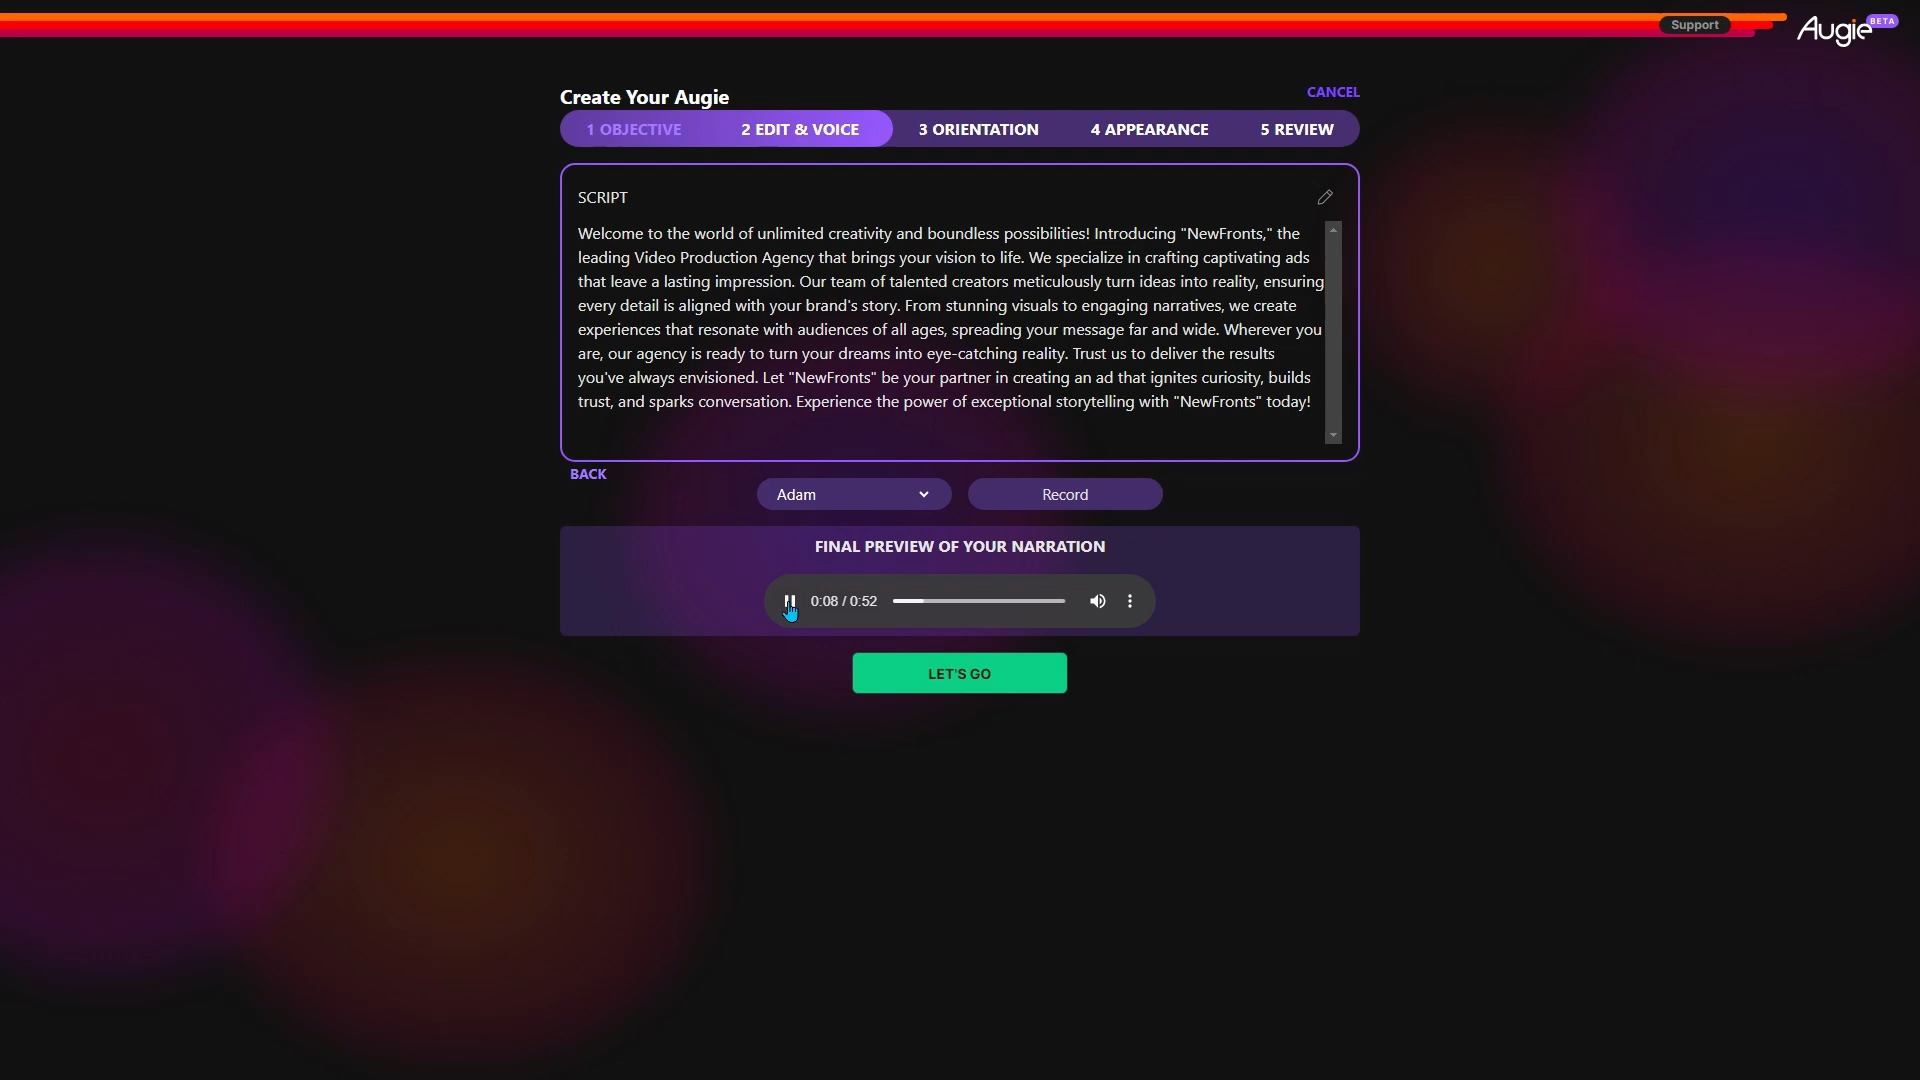 Support
Augie BETA
Create Your Augie
CANCEL
1 OBJECTIVE
2 EDIT & VOICE
3 ORIENTATION
4 APPEARANCE
5 REVIEW
SCRIPT
Welcome to the world of unlimited creativity and boundless possibilities! Introducing "NewFronts," the
leading Video Production Agency that brings your vision to life. We specialize in crafting captivating ads
that leave a lasting impression. Our team of talented creators meticulously turn ideas into reality, ensuring
every detail is aligned with your brand's story. From stunning visuals to engaging narratives, we create
experiences that resonate with audiences of all ages, spreading your message far and wide. Wherever you
are, our agency is ready to turn your dreams into eye-catching reality. Trust us to deliver the results
you've always envisioned. Let "NewFronts" be your partner in creating an ad that ignites curiosity, builds
trust, and sparks conversation. Experience the power of exceptional storytelling with "NewFronts" today!
BACK
Adam
Record
FINAL PREVIEW OF YOUR NARRATION
0:08 / 0:52
LET'S GO